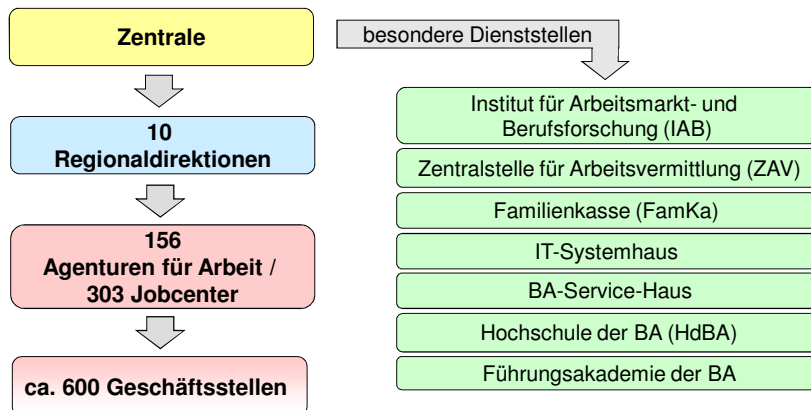 Zentrale
10
Regionaldirektionen
156
Agenturen für Arbeit /
303 Jobcenter
ca. 600 Geschäftsstellen
besondere Dienststellen
Institut für Arbeitsmarkt- und
Berufsforschung (IAB)
Zentralstelle für Arbeitsvermittlung (ZAV)
Familienkasse (FamKa)
IT-Systemhaus
BA-Service-Haus
Hochschule der BA (HdBA)
Führungsakademie der BA